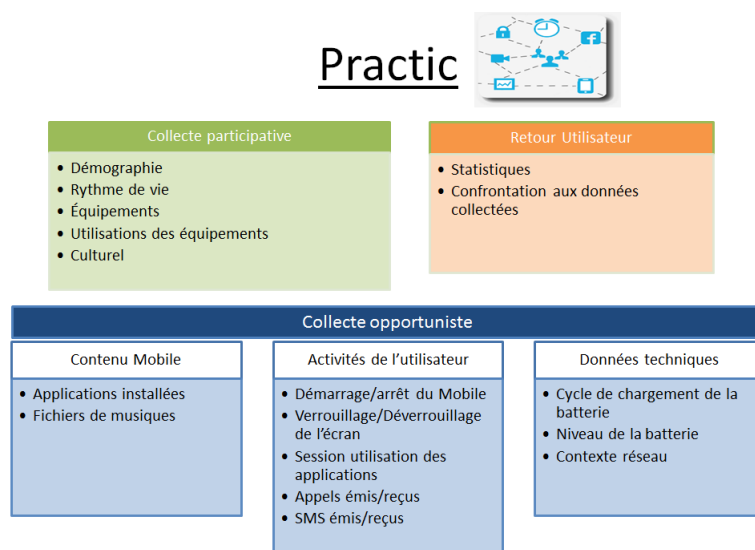 Practic
Collecte participative
• Démographie
• Rythme de vie
• Équipements
• Utilisations des équipements
• Culturel
Retour Utilisateur
• Statistiques
• Confrontation aux données
collectées
Collecte opportuniste
Contenu Mobile
• Applications installées
• Fichiers de musiques
Activités de l'utilisateur
• Démarrage/arrêt du Mobile
• Verrouillage/Déverrouillage
de l'écran
• Session utilisation des
applications
• Appels émis/reçus
• SMS émis/reçus
Données techniques
• Cycle de chargement de la
batterie
• Niveau de la batterie
• Contexte réseau